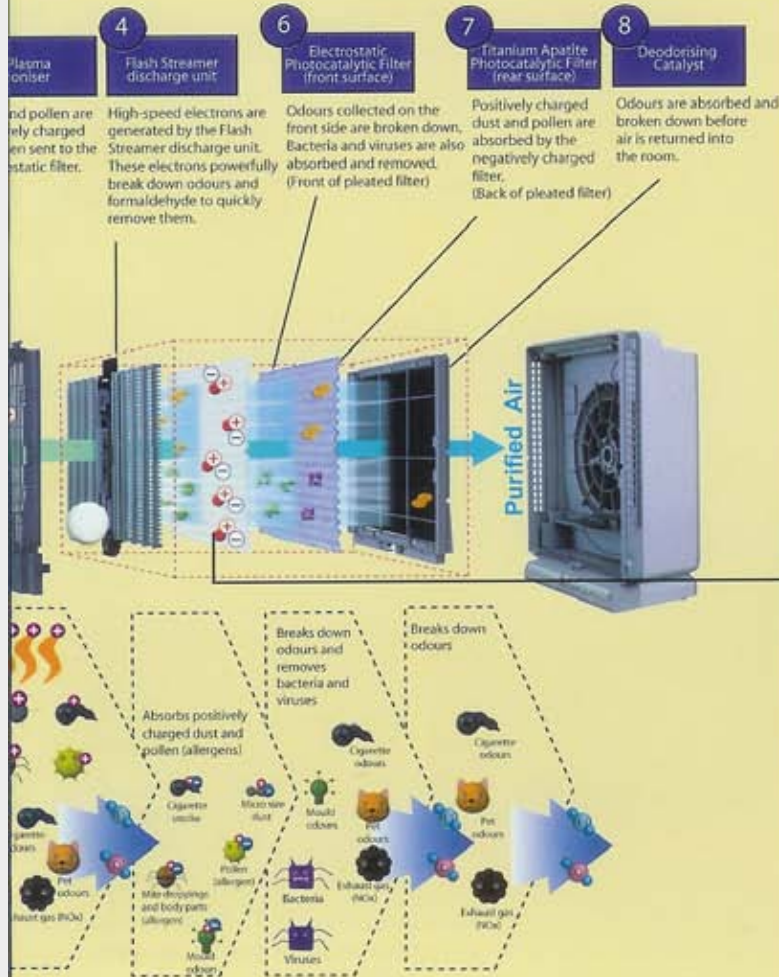 4
6
7
8
Plasma
oniser
Flash Streamer
discharge unit
Electrostatic
Photocatalytic Filter
(front surface)
Titanium Apatite
Photocatalytic Filter
(rear surface)
Deodorising
Catalyst
nd pollen are
rely charged
en sent to the
static filter.
High-speed electrons are
generated by the Flash
Streamer discharge unit.
These electrons powerfully
break down odours and
formaldehyde to quickly
remove them.
Odours collected on the
front side are broken down.
Bacteria and viruses are also
absorbed and removed.
(Front of pleated filter)
Positively charged
dust and pollen are
absorbed by the
negatively charged
filter.
(Back of pleated filter)
Odours are absorbed and
broken down before
air is returned into
the room.
Purified Air
Absorbs positively
charged dust and
pollen (allergens)
Breaks down
odours and
removes
bacteria and
viruses
Breaks down
odours
Cigarette
smoke
Micro size
dust
Pollen
(allergen)
Mite droppings
and body parts
(allergens)
Mould
odours
Cigarette
odours
Mould
odours
Pet
odours
Bacteria
Exhaust gas
(NOx)
Viruses
Cigarette
odours
Pet
odours
Exhaust gas
(NOx)
garette
dours
Pet
odours
xhaust gas (NOx)